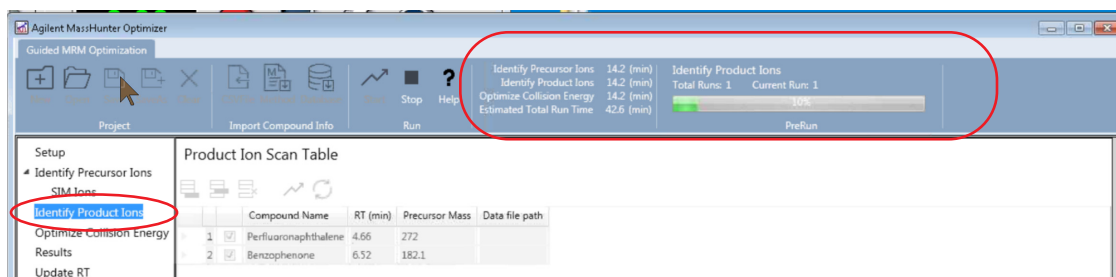 Agilent MassHunter Optimizer
Guided MRM Optimization
Stop Help
Project
Import Compound Info
Run
Identify Precursor Ions 14.2 (min)
Identify Product Ions 14.2 (min)
Optimize Collision Energy 14.2 (min)
Estimated Total Run Time 42.6 (min)
Identify Product Ions
Total Runs: 1 Current Run: 1
10%
PreRun
Setup
Identify Precursor Ions
SIM Ions
Identify Product Ions
Optimize Collision Energy
Results
Update RT
Product Ion Scan Table
Compound Name RT (min) Precursor Mass Data file path
1 Perfluoronaphthalene 4.66 272
2 Benzophenone 6.52 182.1